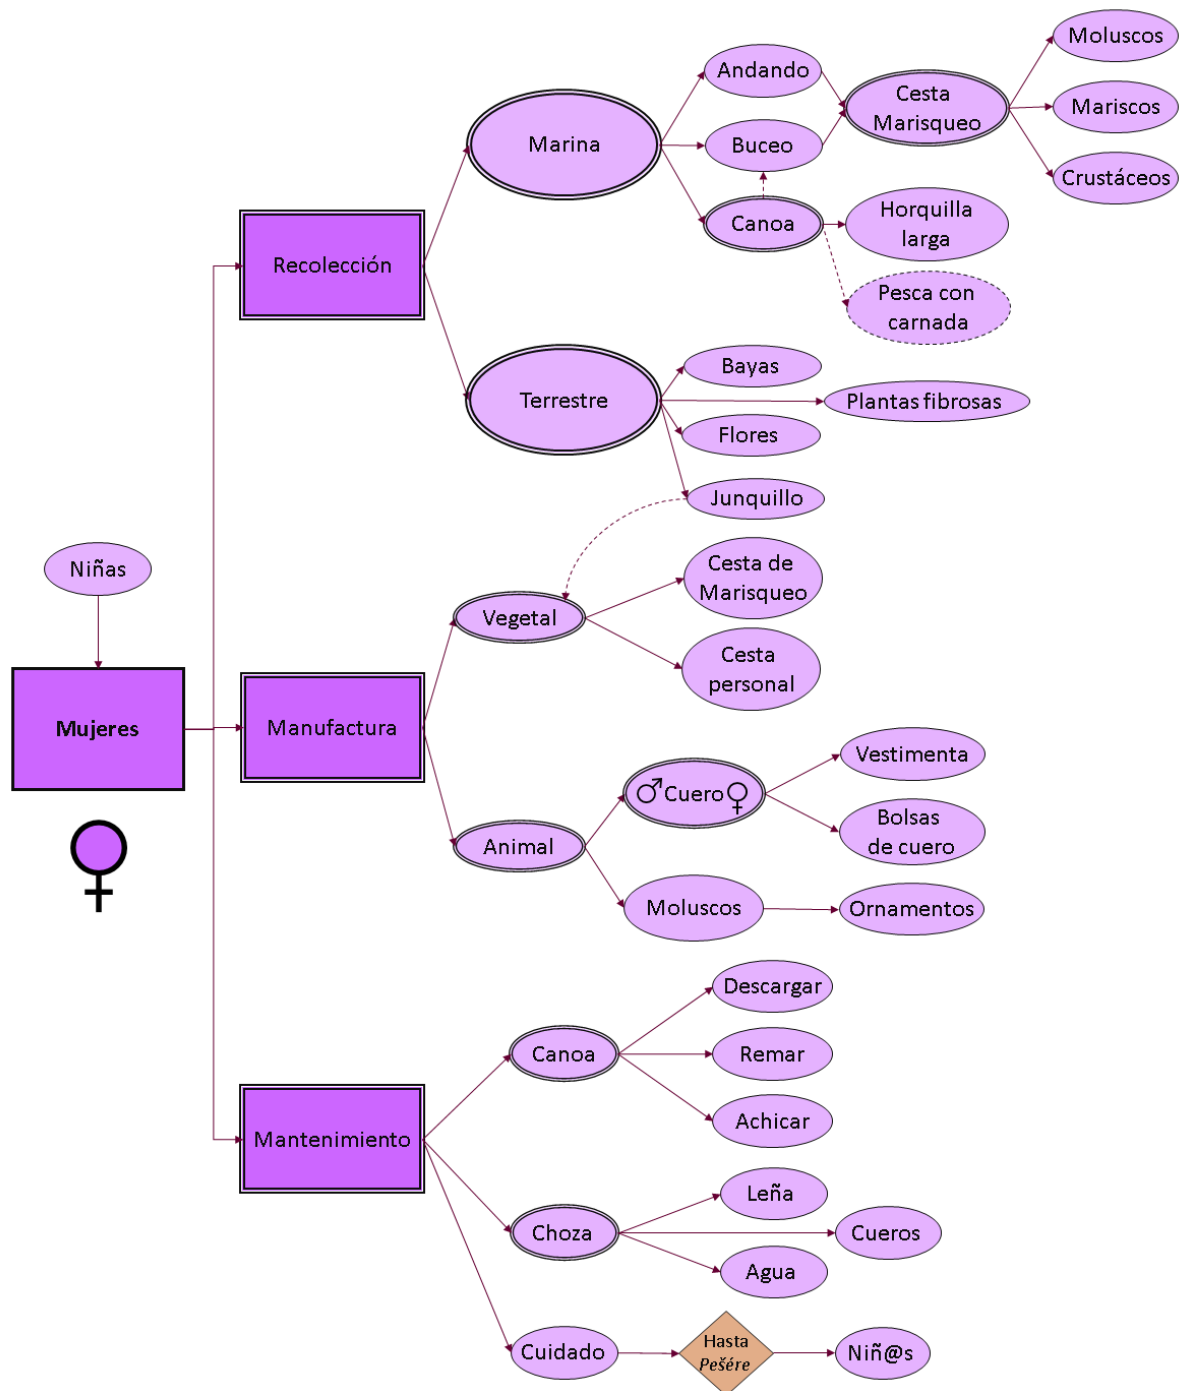 Moluscos
Andando
Cesta
Marisqueo
Mariscos
Marina
Buceo
Crustáceos
Canoa
Horquilla
larga
Recolección
Pesca con
carnada
Bayas
Terrestre
Plantas fibrosas
Flores
Junquillo
Niñas
Cesta de
Marisqueo
Vegetal
Cesta
personal
Mujeres
Manufactura
Vestimenta
♂Cuero♀
Bolsas
de cuero
Animal
Moluscos
Ornamentos
Descargar
Canoa
Remar
Achicar
Mantenimiento
Leña
Choza
Cueros
Agua
Cuidado
Hasta
Pešére
Niñ@s